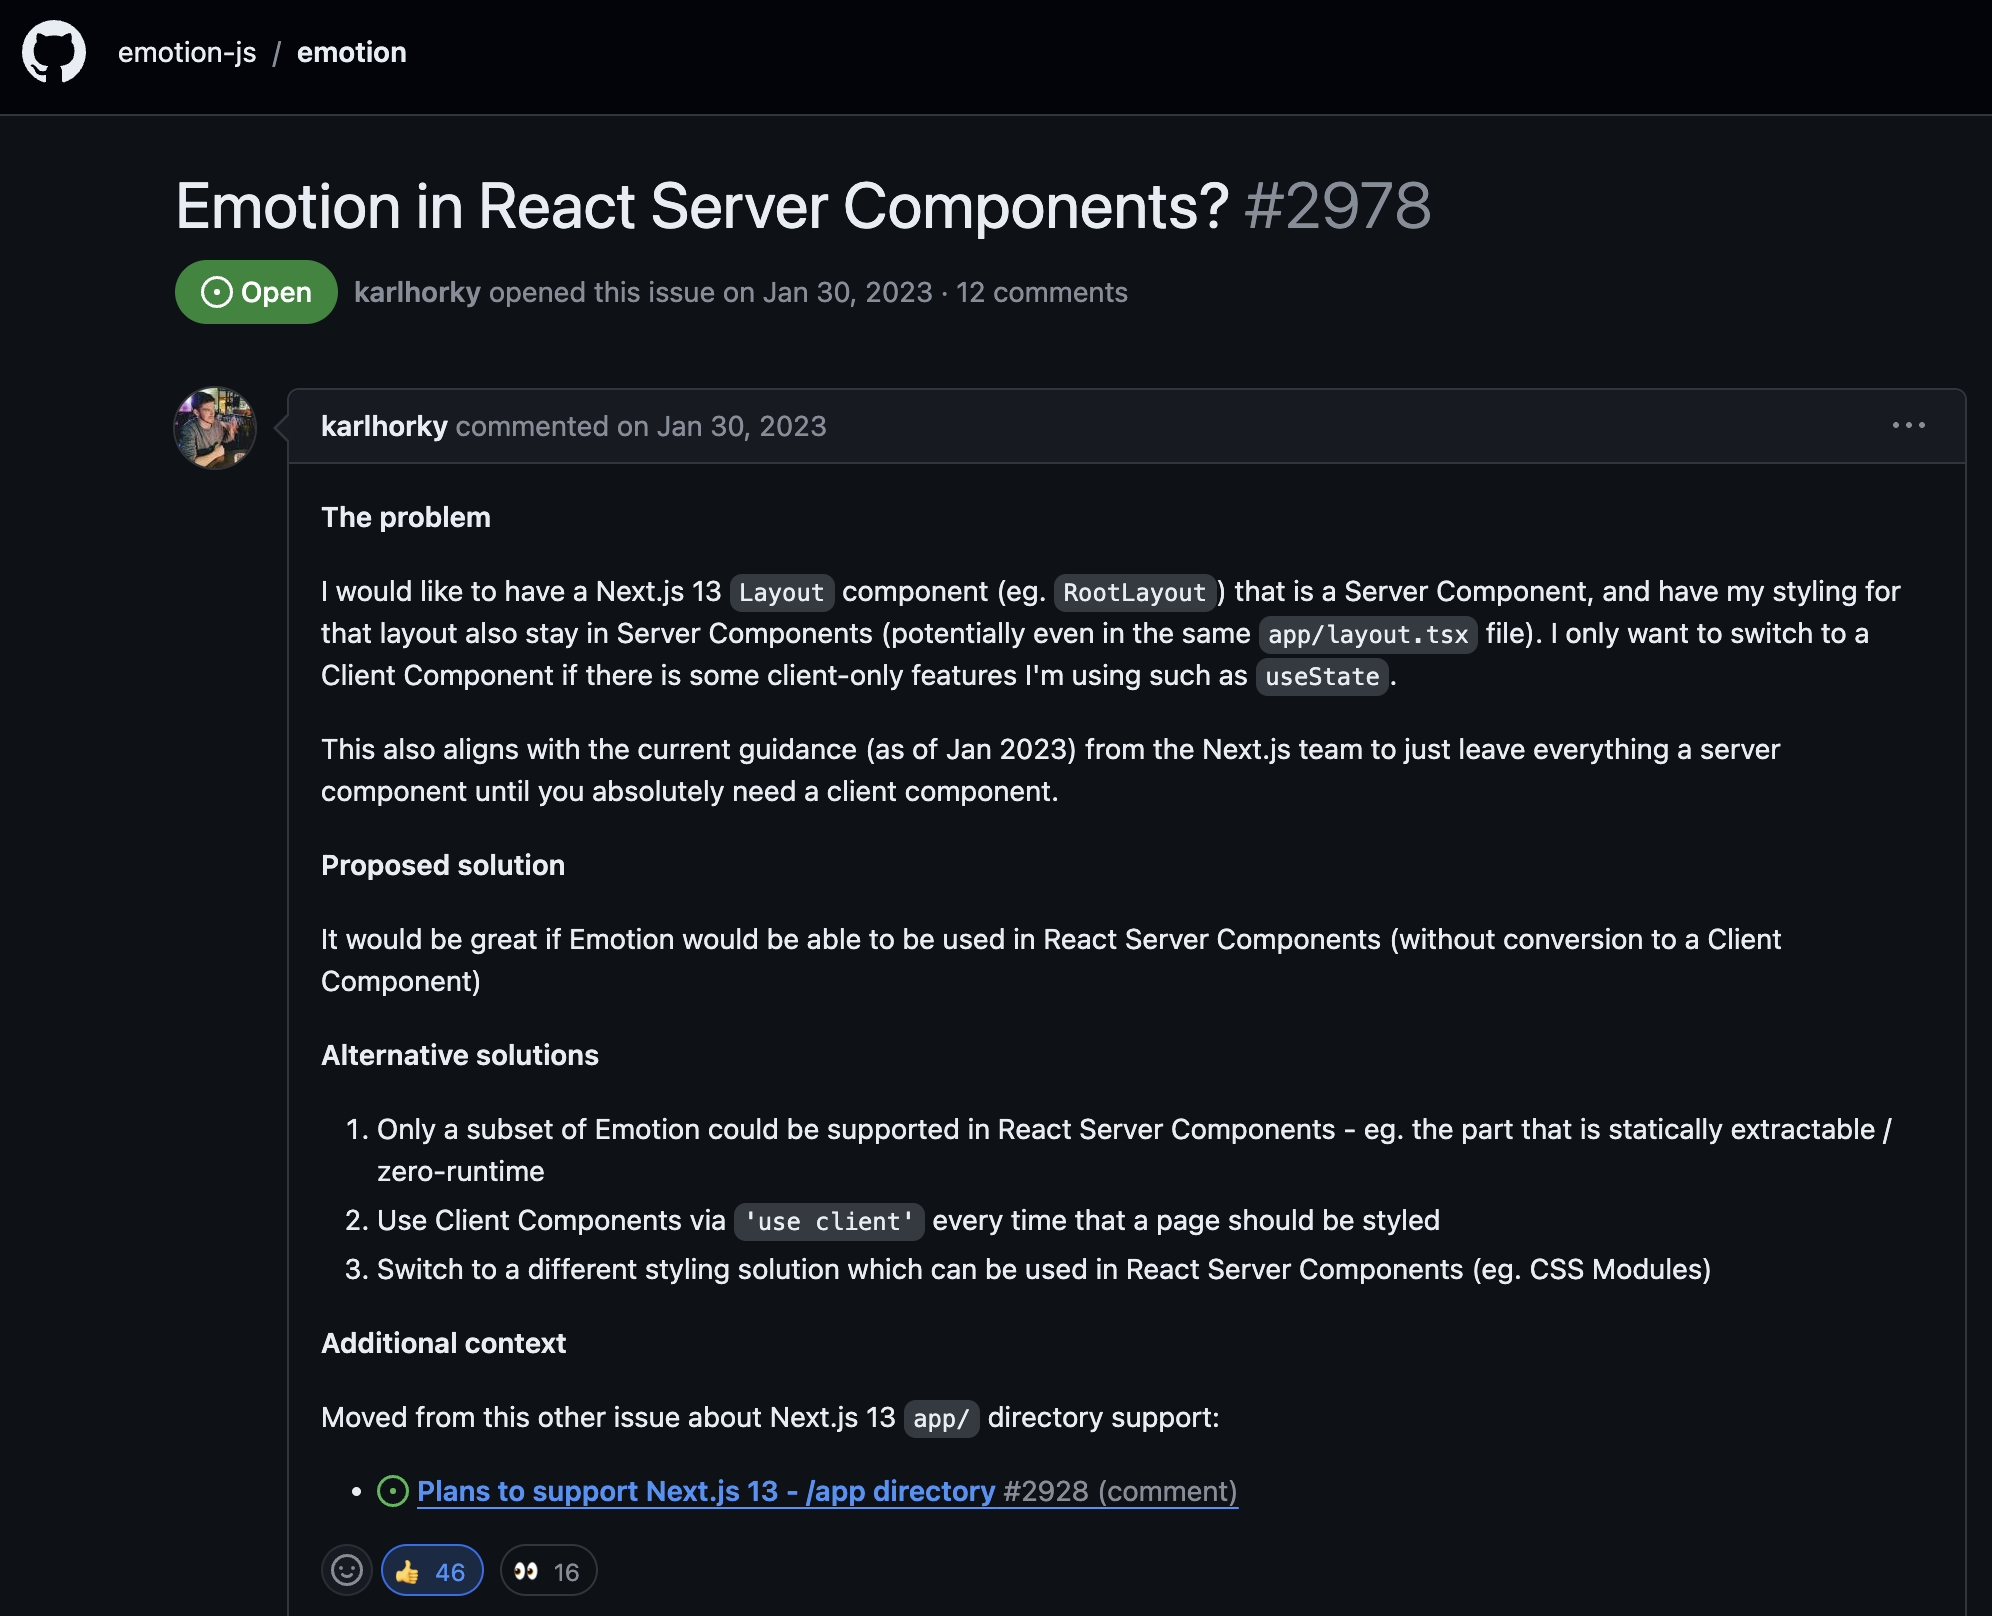 emotion-js / emotion
Emotion in React Server Components? #2978
Open karlhorky opened this issue on Jan 30, 2023 · 12 comments
karlhorky commented on Jan 30, 2023
The problem
I would like to have a Next.js 13 Layout component (eg. RootLayout) that is a Server Component, and have my styling for
that layout also stay in Server Components (potentially even in the same app/layout.tsx file). I only want to switch to a
Client Component if there is some client-only features I'm using such as useState.
This also aligns with the current guidance (as of Jan 2023) from the Next.js team to just leave everything a server
component until you absolutely need a client component.
Proposed solution
It would be great if Emotion would be able to be used in React Server Components (without conversion to a Client
Component)
Alternative solutions
1. Only a subset of Emotion could be supported in React Server Components - eg. the part that is statically extractable /
zero-runtime
2. Use Client Components via 'use client' every time that a page should be styled
3. Switch to a different styling solution which can be used in React Server Components (eg. CSS Modules)
Additional context
Moved from this other issue about Next.js 13 app/ directory support:
• Plans to support Next.js 13 - /app directory #2928 (comment)
👍 46 👀 16